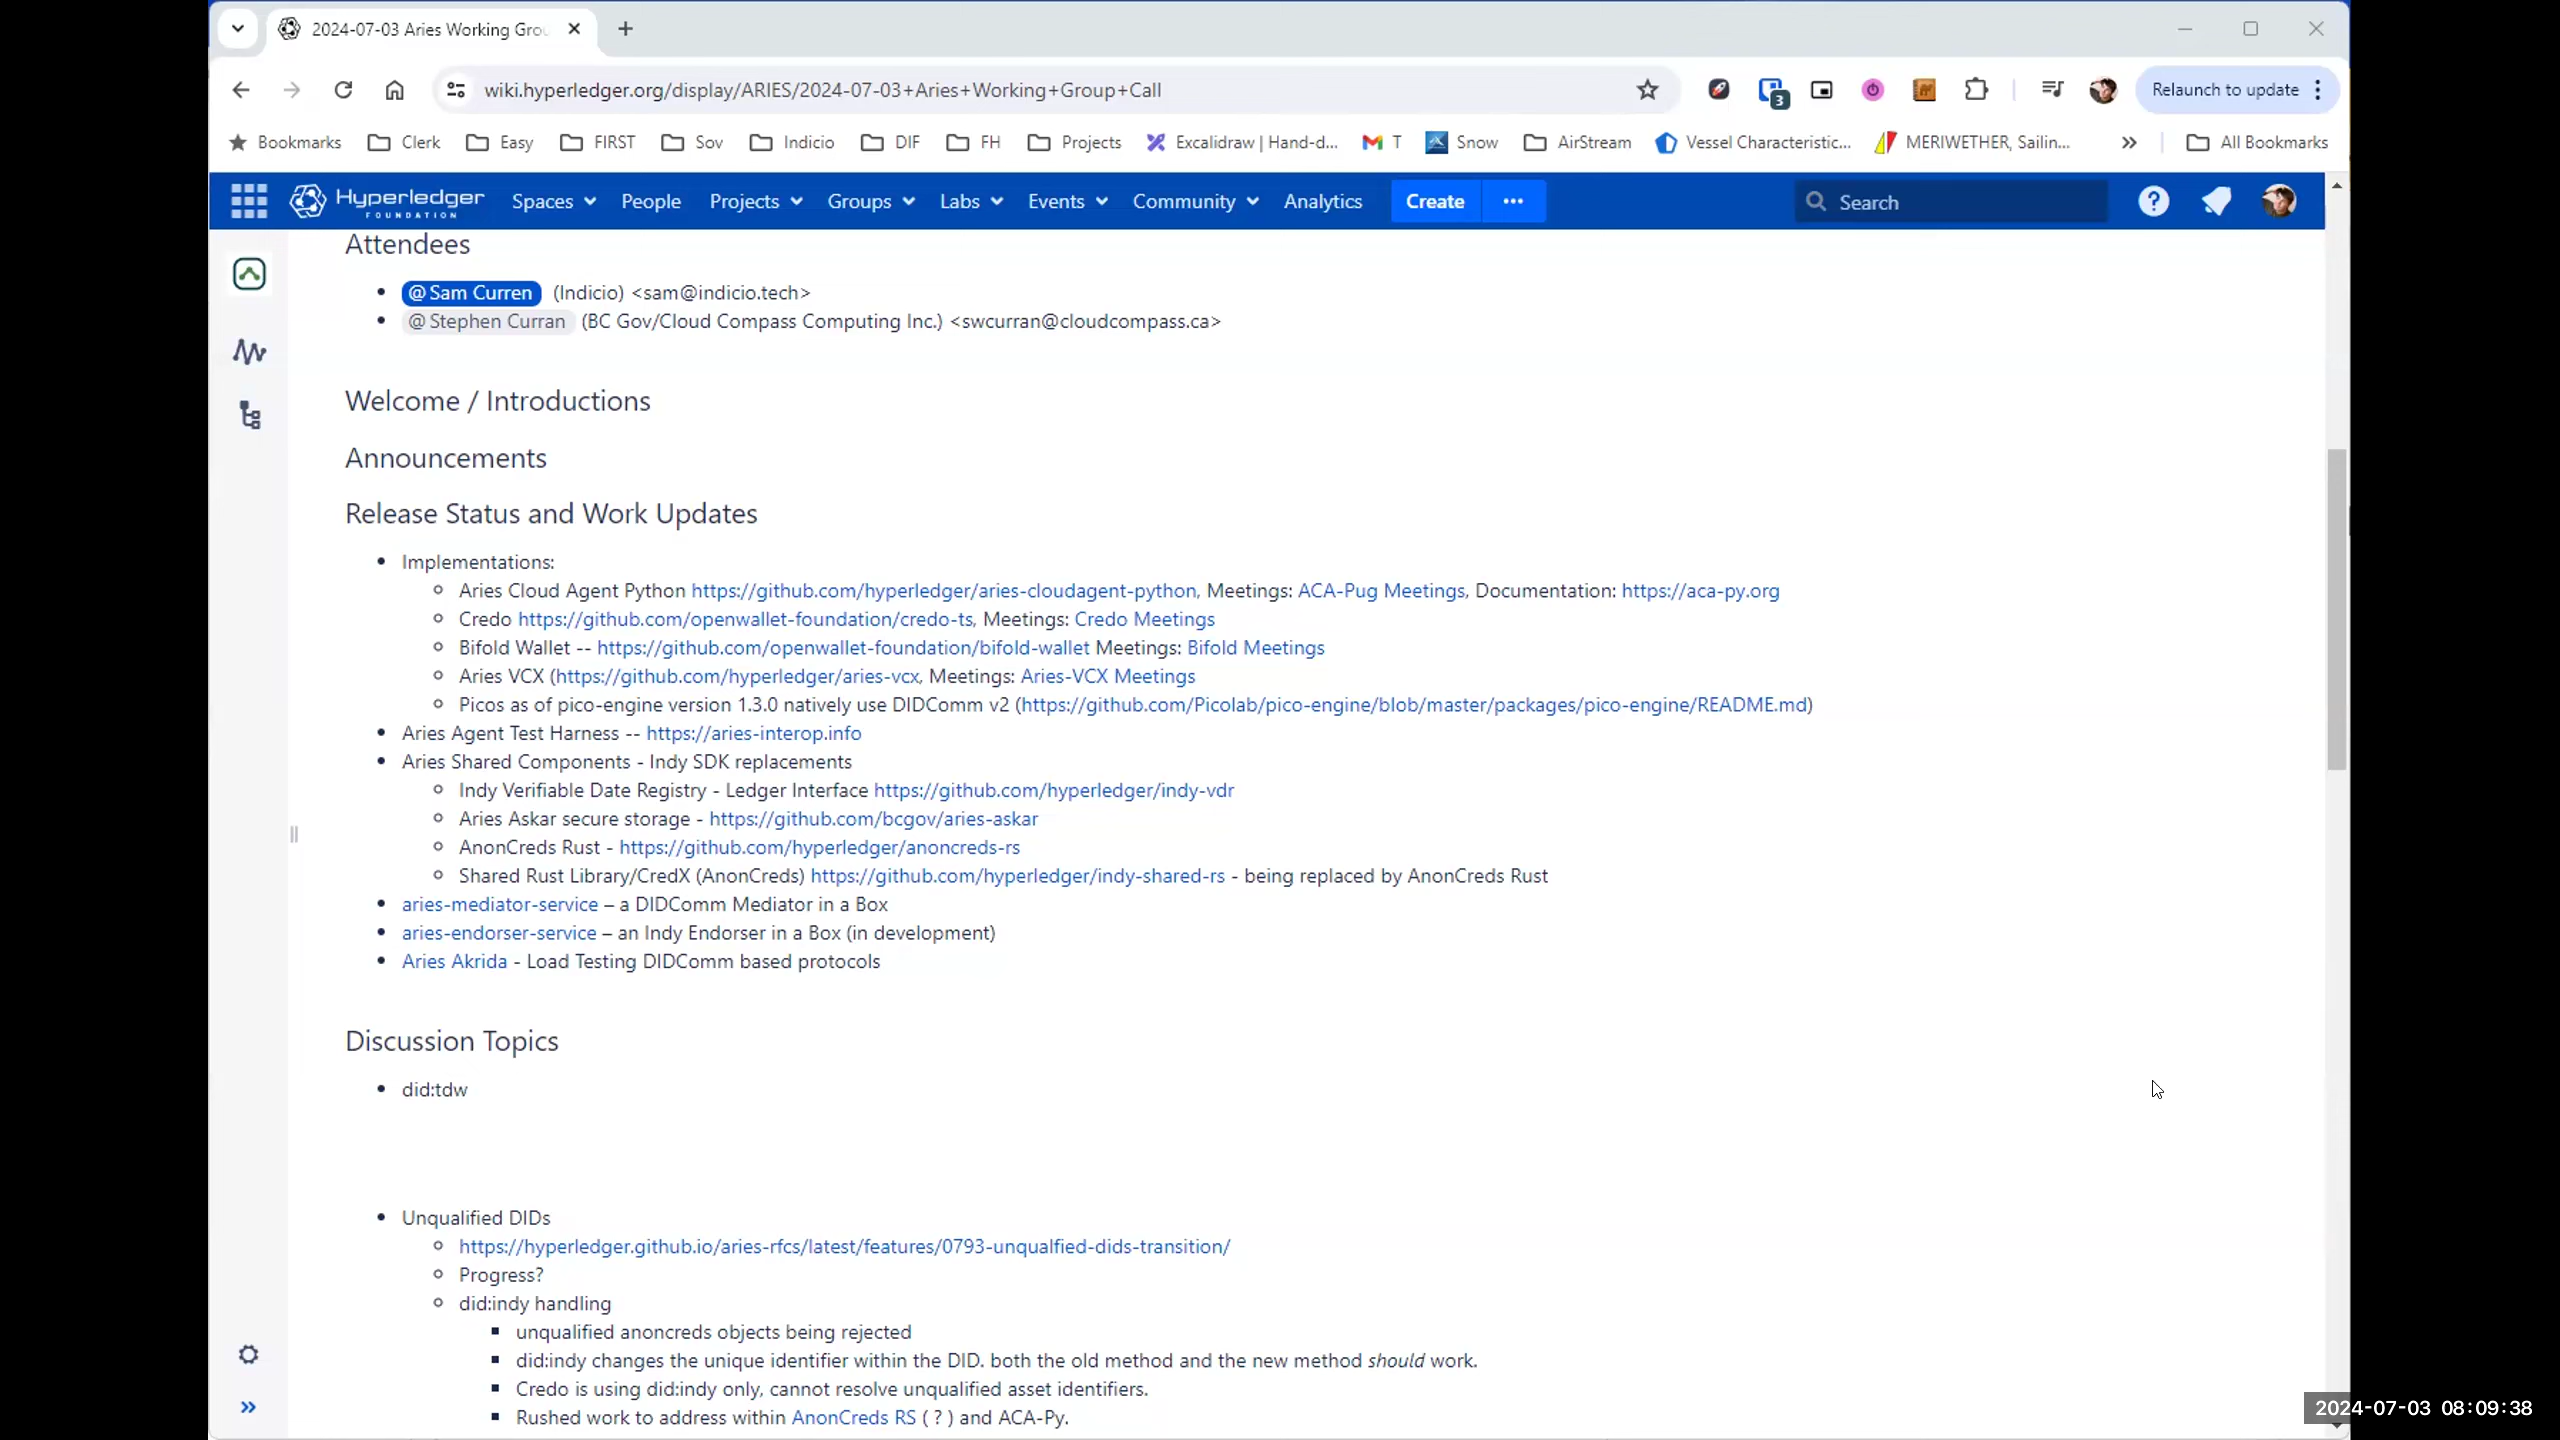 2024-07-03 Aries Working Grou
wiki.hyperledger.org/display/ARIES/2024-07-03+Aries+Working+Group+Call
3
Relaunch to update
Bookmarks Clerk Easy FIRST Sov Indicio DIF FH Projects Excalidraw | Hand-d... T Snow AirStream Vessel Characteristic... MERIWETHER, Sailin... » All Bookmarks
Hyperledger
FOUNDATION
Spaces People Projects Groups Labs Events Community Analytics Create ··· Search
Attendees
• @Sam Curren (Indicio) <sam@indicio.tech>
• @Stephen Curran (BC Gov/Cloud Compass Computing Inc.) <swcurran@cloudcompass.ca>
Welcome / Introductions
Announcements
Release Status and Work Updates
• Implementations:
◦ Aries Cloud Agent Python https://github.com/hyperledger/aries-cloudagent-python, Meetings: ACA-Pug Meetings, Documentation: https://aca-py.org
◦ Credo https://github.com/openwallet-foundation/credo-ts, Meetings: Credo Meetings
◦ Bifold Wallet -- https://github.com/openwallet-foundation/bifold-wallet Meetings: Bifold Meetings
◦ Aries VCX (https://github.com/hyperledger/aries-vcx, Meetings: Aries-VCX Meetings
◦ Picos as of pico-engine version 1.3.0 natively use DIDComm v2 (https://github.com/Picolab/pico-engine/blob/master/packages/pico-engine/README.md)
• Aries Agent Test Harness -- https://aries-interop.info
• Aries Shared Components - Indy SDK replacements
◦ Indy Verifiable Date Registry - Ledger Interface https://github.com/hyperledger/indy-vdr
◦ Aries Askar secure storage - https://github.com/bcgov/aries-askar
◦ AnonCreds Rust - https://github.com/hyperledger/anoncreds-rs
◦ Shared Rust Library/CredX (AnonCreds) https://github.com/hyperledger/indy-shared-rs - being replaced by AnonCreds Rust
• aries-mediator-service – a DIDComm Mediator in a Box
• aries-endorser-service – an Indy Endorser in a Box (in development)
• Aries Akrida - Load Testing DIDComm based protocols
Discussion Topics
• did:tdw
• Unqualified DIDs
◦ https://hyperledger.github.io/aries-rfcs/latest/features/0793-unqualfied-dids-transition/
◦ Progress?
◦ did:indy handling
▪ unqualified anoncreds objects being rejected
▪ did:indy changes the unique identifier within the DID. both the old method and the new method should work.
▪ Credo is using did:indy only, cannot resolve unqualified asset identifiers.
▪ Rushed work to address within AnonCreds RS ( ? ) and ACA-Py.
2024-07-03 08:09:38